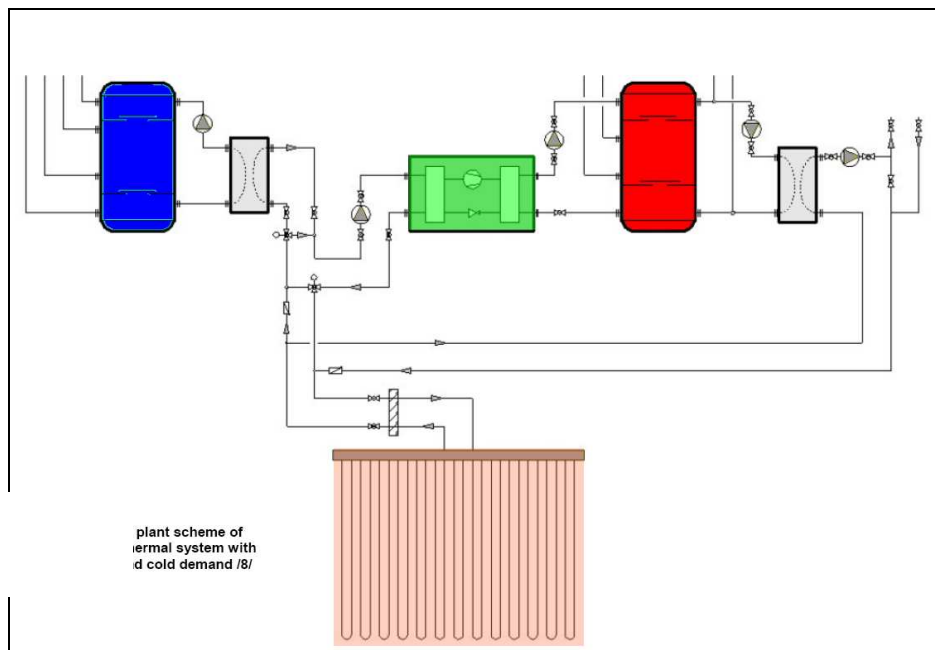 plant scheme of
ermal system with
d cold demand /8/